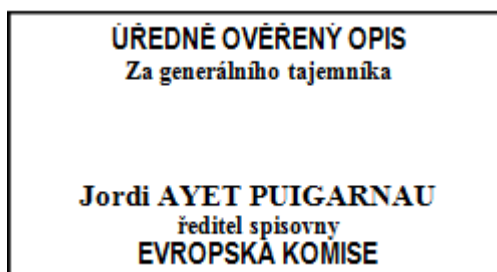 ÚŘEDNĚ OVĚŘENÝ OPIS
Za generálního tajemníka
Jordi AYET PUIGARNAU
ředitel spisovny
EVROPSKÁ KOMISE